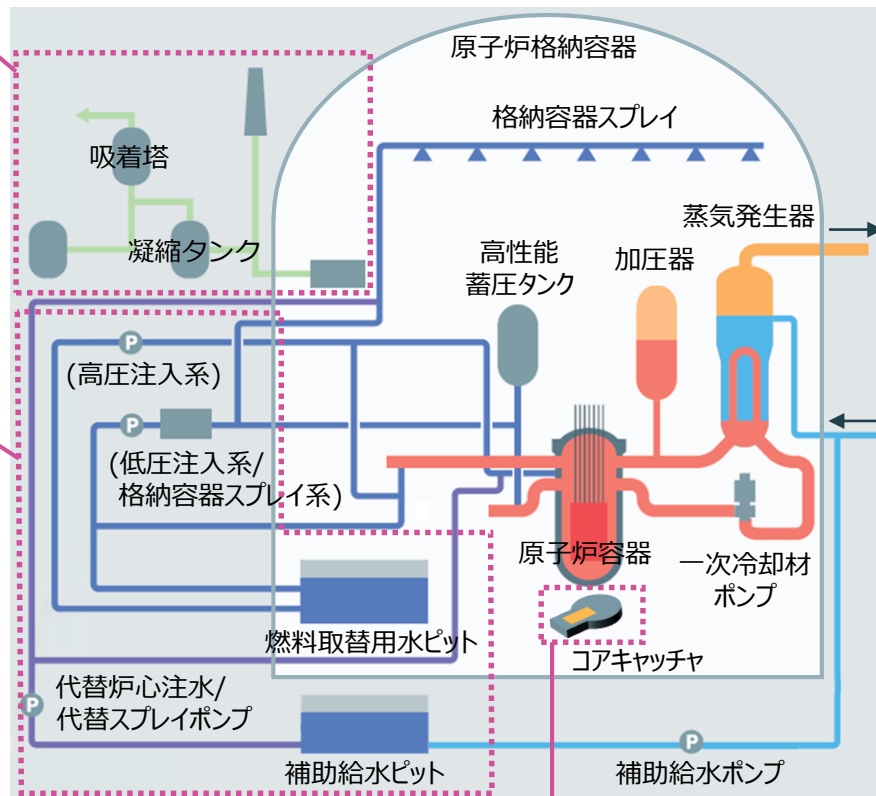 原子炉格納容器
格納容器スプレイ
吸着塔
凝縮タンク
蒸気発生器
高性能
蓄圧タンク
加圧器
P
(高圧注入系)
P
(低圧注入系/
格納容器スプレイ系)
原子炉容器
一次冷却材
ポンプ
燃料取替用水ピット
コアキャッチャ
P
代替炉心注水/
代替スプレイポンプ
P
補助給水ピット
補助給水ポンプ